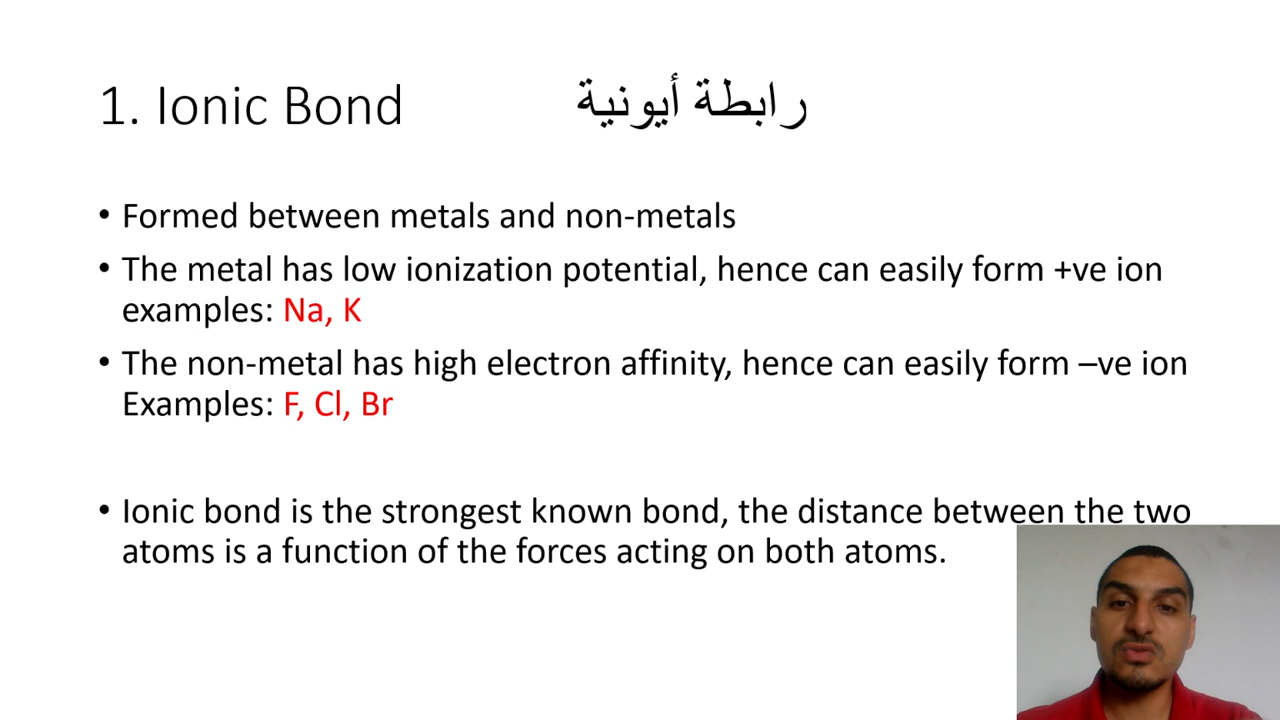 1. Ionic Bond رابطة أيونية
• Formed between metals and non-metals
• The metal has low ionization potential, hence can easily form +ve ion
examples: Na, K
• The non-metal has high electron affinity, hence can easily form –ve ion
Examples: F, Cl, Br
• Ionic bond is the strongest known bond, the distance between the two
atoms is a function of the forces acting on both atoms.